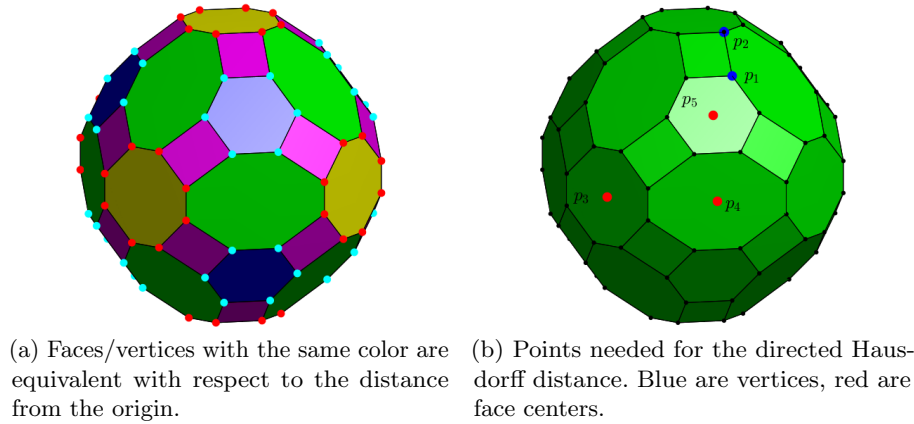 p2
p1
p5
p3
p4
(a) Faces/vertices with the same color are
equivalent with respect to the distance
from the origin.
(b) Points needed for the directed Haus-
dorff distance. Blue are vertices, red are
face centers.